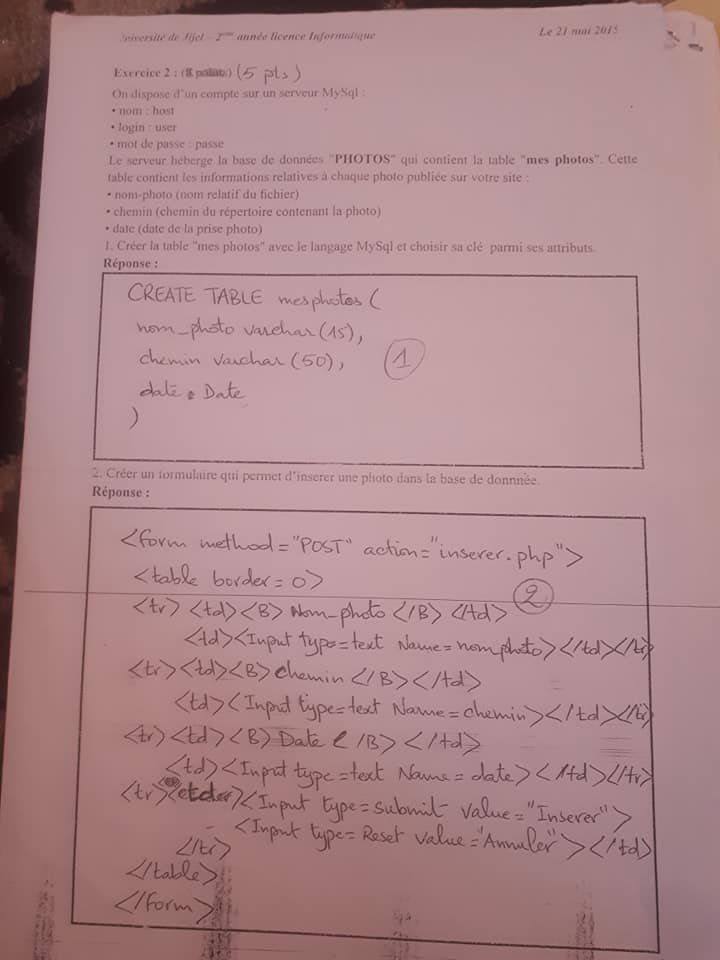 Université de Jijel – 2ème année licence Informatique
Le 21 mai 2015
Exercice 2 : (5 pts)
On dispose d'un compte sur un serveur MySql :
• nom : host
• login : user
• mot de passe : passe
Le serveur héberge la base de données "PHOTOS" qui contient la table "mes photos". Cette
table contient les informations relatives à chaque photo publiée sur votre site :
• nom-photo (nom relatif du fichier)
• chemin (chemin du répertoire contenant la photo)
• date (date de la prise photo)
1. Créer la table "mes photos" avec le langage MySql et choisir sa clé parmi ses attributs.
Réponse :
CREATE TABLE mesphotos (
nom_photo varchar(15),
chemin varchar(50),
1
date Date
)
2. Créer un formulaire qui permet d'inserer une photo dans la base de donnnée.
Réponse :
<form method="POST" action="inserer.php">
<table border=0>
2
<tr><td><B>Nom_photo</B></td>
<td><Input type=text Name=nomphoto></td></tr>
<tr><td><B>chemin</B></td>
<td><Input type=text Name=chemin></td></tr>
<tr><td><B>Date</B></td>
<td><Input type=text Name=date></td></tr>
<tr> <Input type=submit value="Inserer">
<Input type=Reset value="Annuler"></td>
</tr>
</table>
</form>